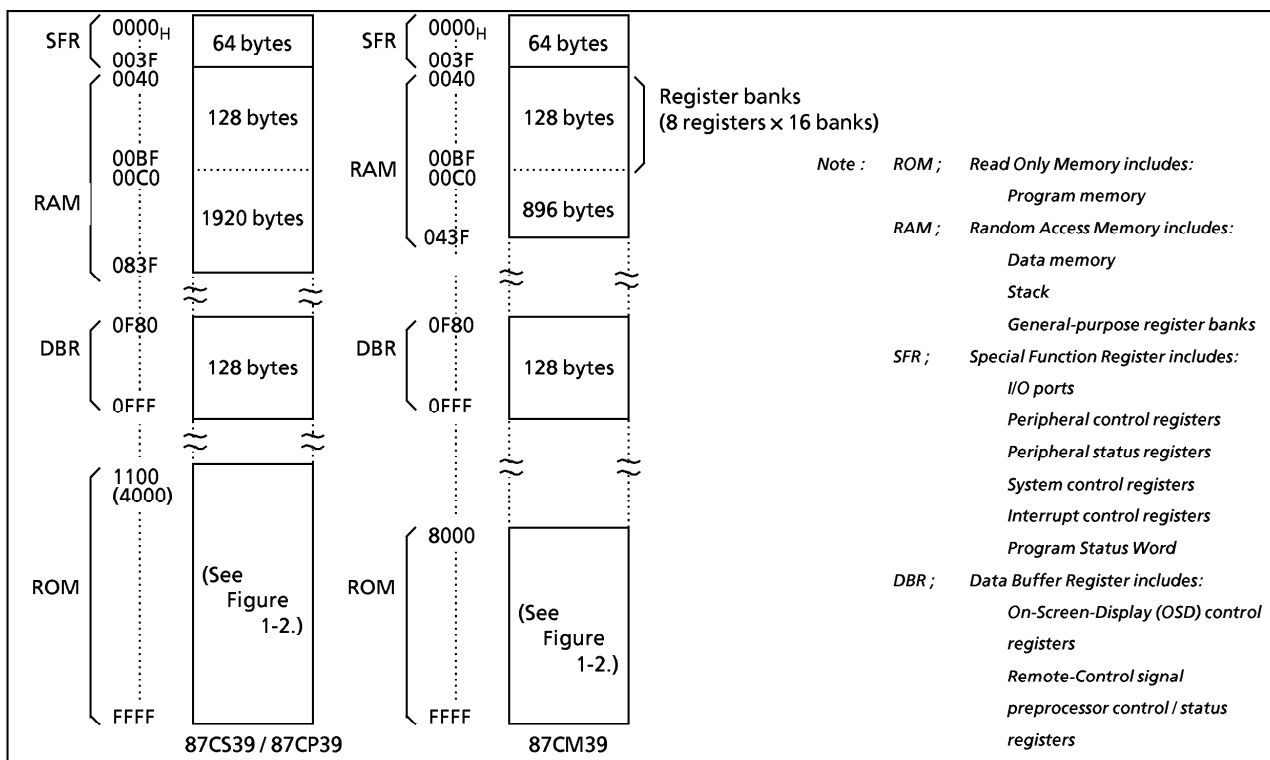 SFR
0000H
003F
64 bytes
RAM
0040
00BF
00C0
083F
128 bytes
1920 bytes
DBR
0F80
0FFF
128 bytes
ROM
1100
(4000)
FFFF
(See
Figure
1-2.)
87CS39 / 87CP39
SFR
0000H
003F
64 bytes
RAM
0040
00BF
00C0
043F
128 bytes
896 bytes
Register banks
(8 registers × 16 banks)
DBR
0F80
0FFF
128 bytes
ROM
8000
FFFF
(See
Figure
1-2.)
87CM39
Note : ROM ; Read Only Memory includes:
Program memory
RAM ; Random Access Memory includes:
Data memory
Stack
General-purpose register banks
SFR ; Special Function Register includes:
I/O ports
Peripheral control registers
Peripheral status registers
System control registers
Interrupt control registers
Program Status Word
DBR ; Data Buffer Register includes:
On-Screen-Display (OSD) control
registers
Remote-Control signal
preprocessor control / status
registers